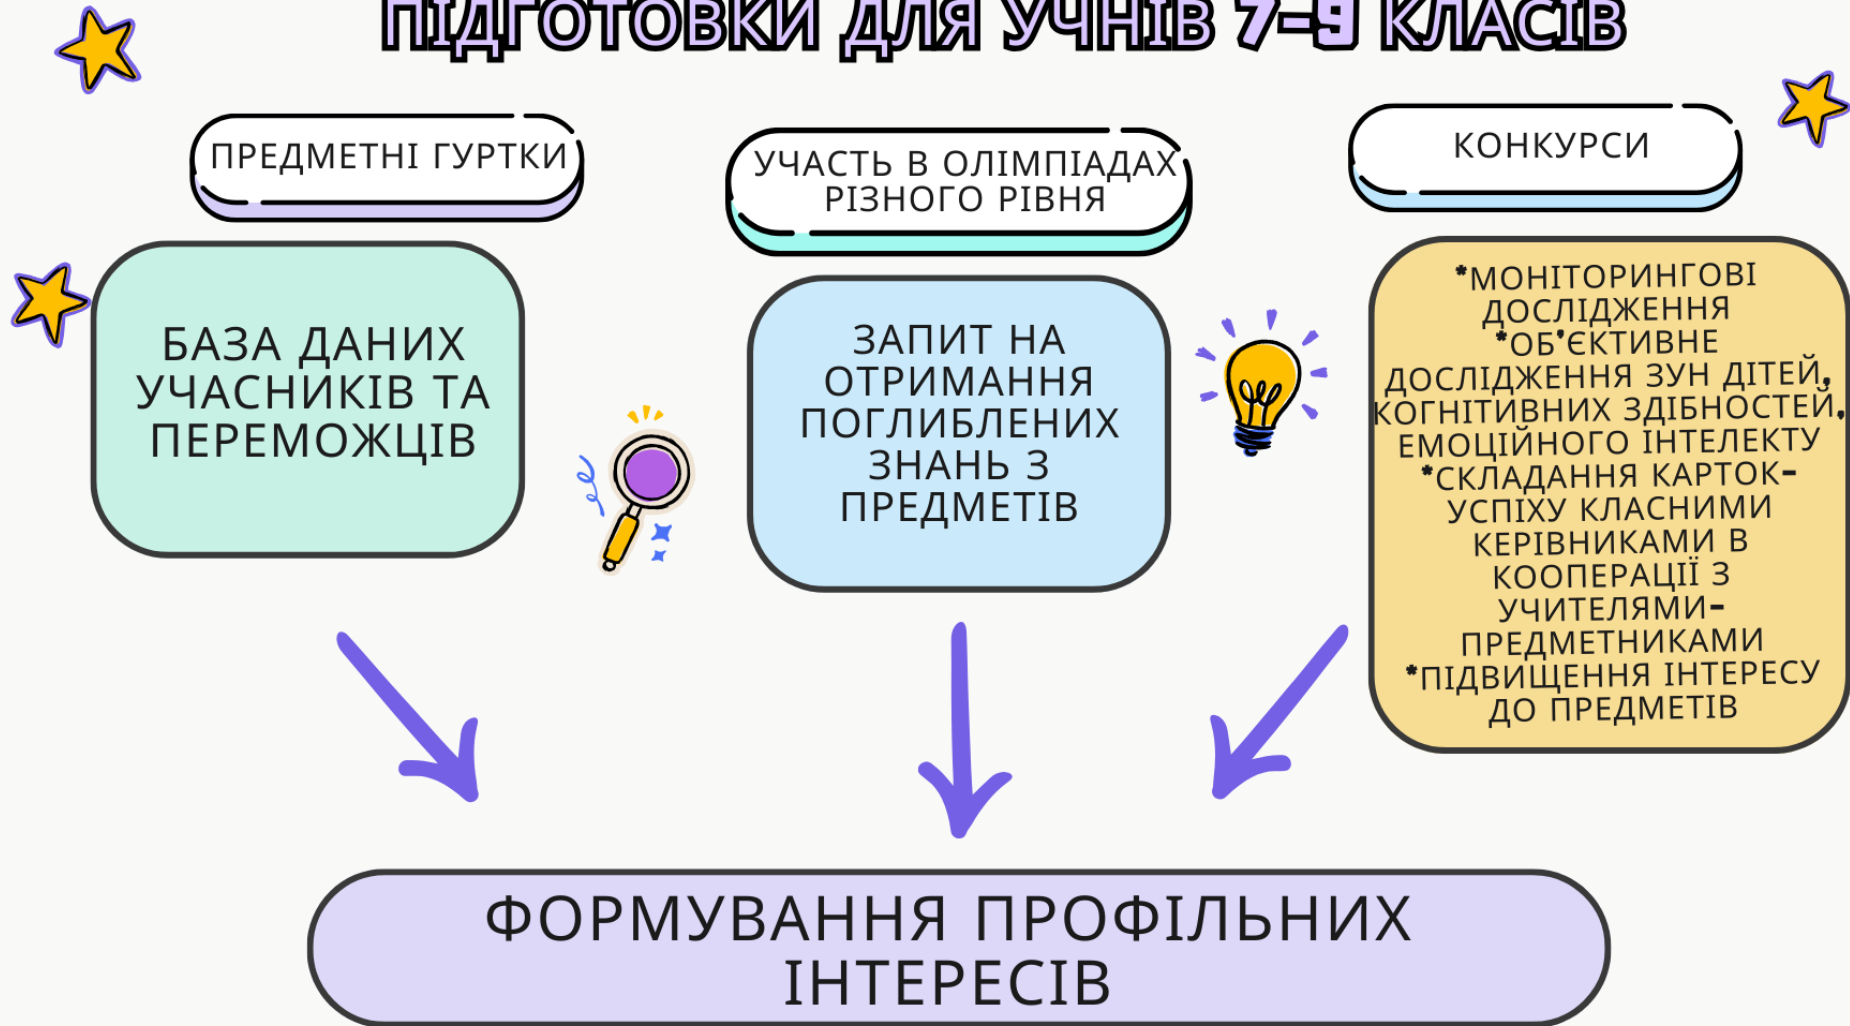 ПІДГОТОВКИ ДЛЯ УЧНІВ 7-9 КЛАСІВ
ПРЕДМЕТНІ ГУРТКИ
УЧАСТЬ В ОЛІМПІАДАХ
РІЗНОГО РІВНЯ
КОНКУРСИ
БАЗА ДАНИХ
УЧАСНИКІВ ТА
ПЕРЕМОЖЦІВ
ЗАПИТ НА
ОТРИМАННЯ
ПОГЛИБЛЕНИХ
ЗНАНЬ З
ПРЕДМЕТІВ
*МОНІТОРИНГОВІ
ДОСЛІДЖЕННЯ
*ОБ'ЄКТИВНЕ
ДОСЛІДЖЕННЯ ЗУН ДІТЕЙ,
КОГНІТИВНИХ ЗДІБНОСТЕЙ,
ЕМОЦІЙНОГО ІНТЕЛЕКТУ
*СКЛАДАННЯ КАРТОК-
УСПІХУ КЛАСНИМИ
КЕРІВНИКАМИ В
КООПЕРАЦІЇ З
УЧИТЕЛЯМИ-
ПРЕДМЕТНИКАМИ
*ПІДВИЩЕННЯ ІНТЕРЕСУ
ДО ПРЕДМЕТІВ
ФОРМУВАННЯ ПРОФІЛЬНИХ
ІНТЕРЕСІВ